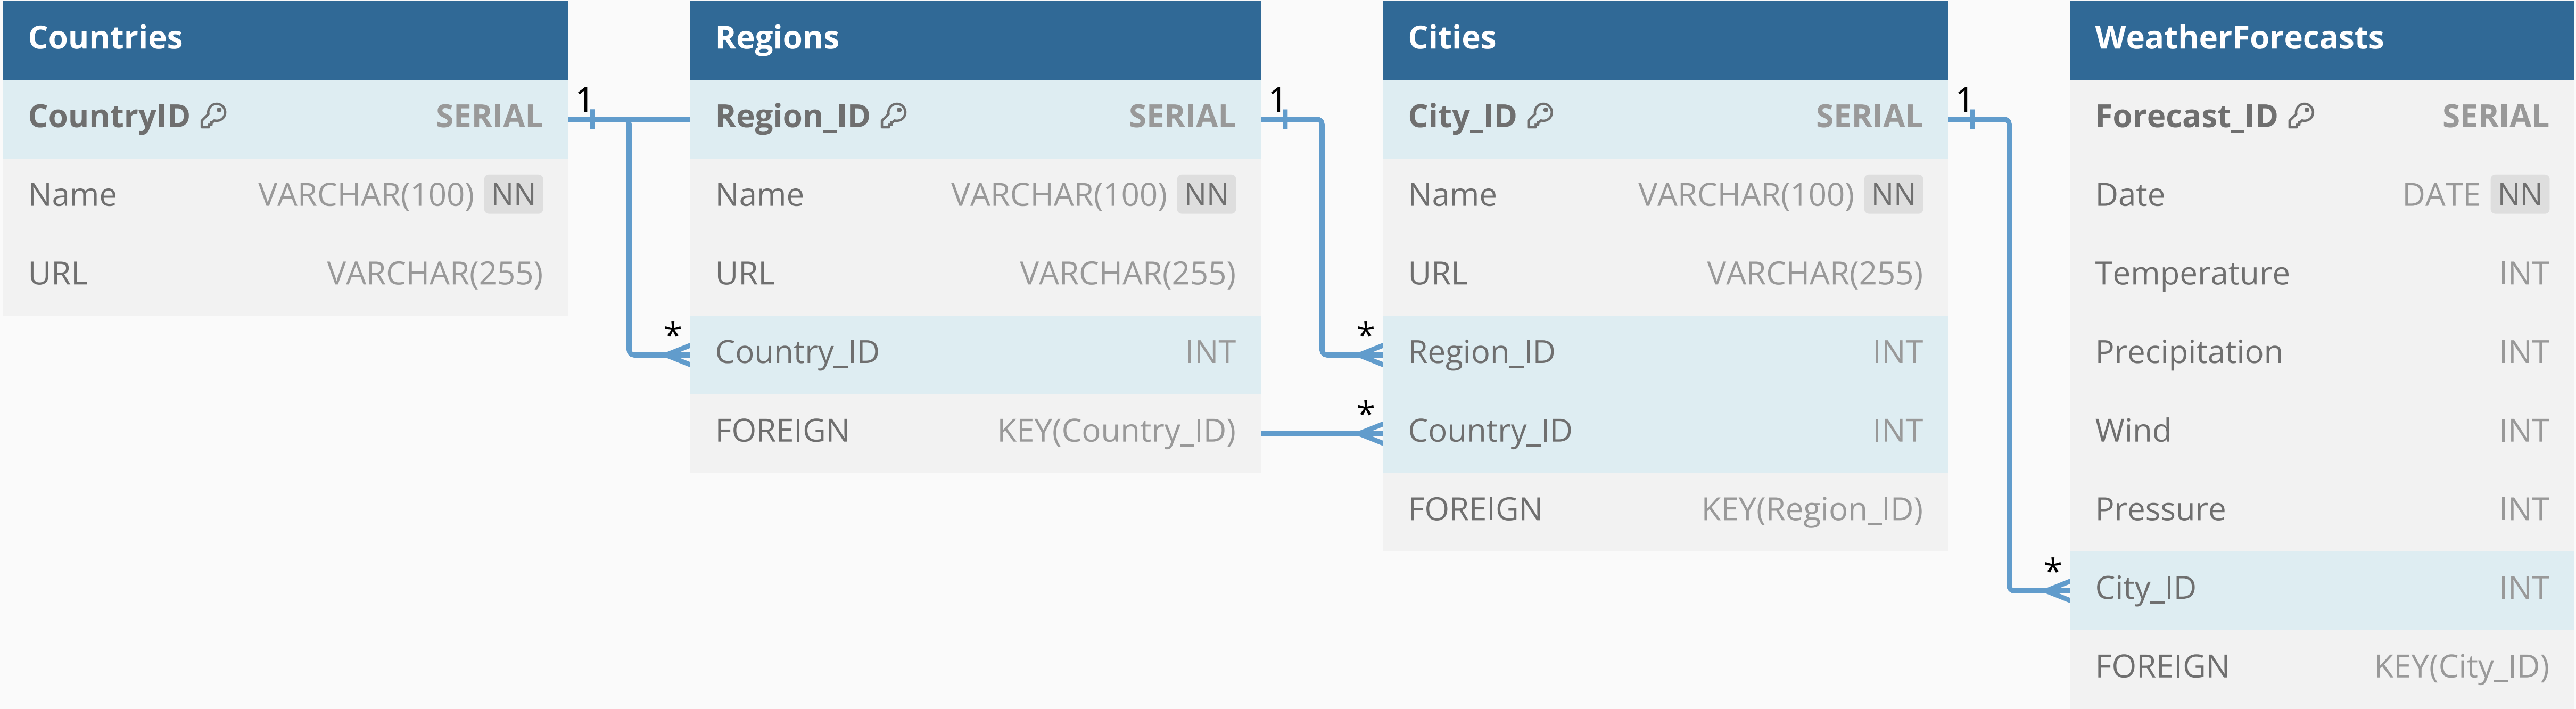 Countries
CountryID SERIAL
Name VARCHAR(100) NN
URL VARCHAR(255)
1
*
Regions
Region_ID SERIAL
Name VARCHAR(100) NN
URL VARCHAR(255)
Country_ID INT
FOREIGN KEY(Country_ID)
1
*
*
Cities
City_ID SERIAL
Name VARCHAR(100) NN
URL VARCHAR(255)
Region_ID INT
Country_ID INT
FOREIGN KEY(Region_ID)
1
*
WeatherForecasts
Forecast_ID SERIAL
Date DATE NN
Temperature INT
Precipitation INT
Wind INT
Pressure INT
City_ID INT
FOREIGN KEY(City_ID)